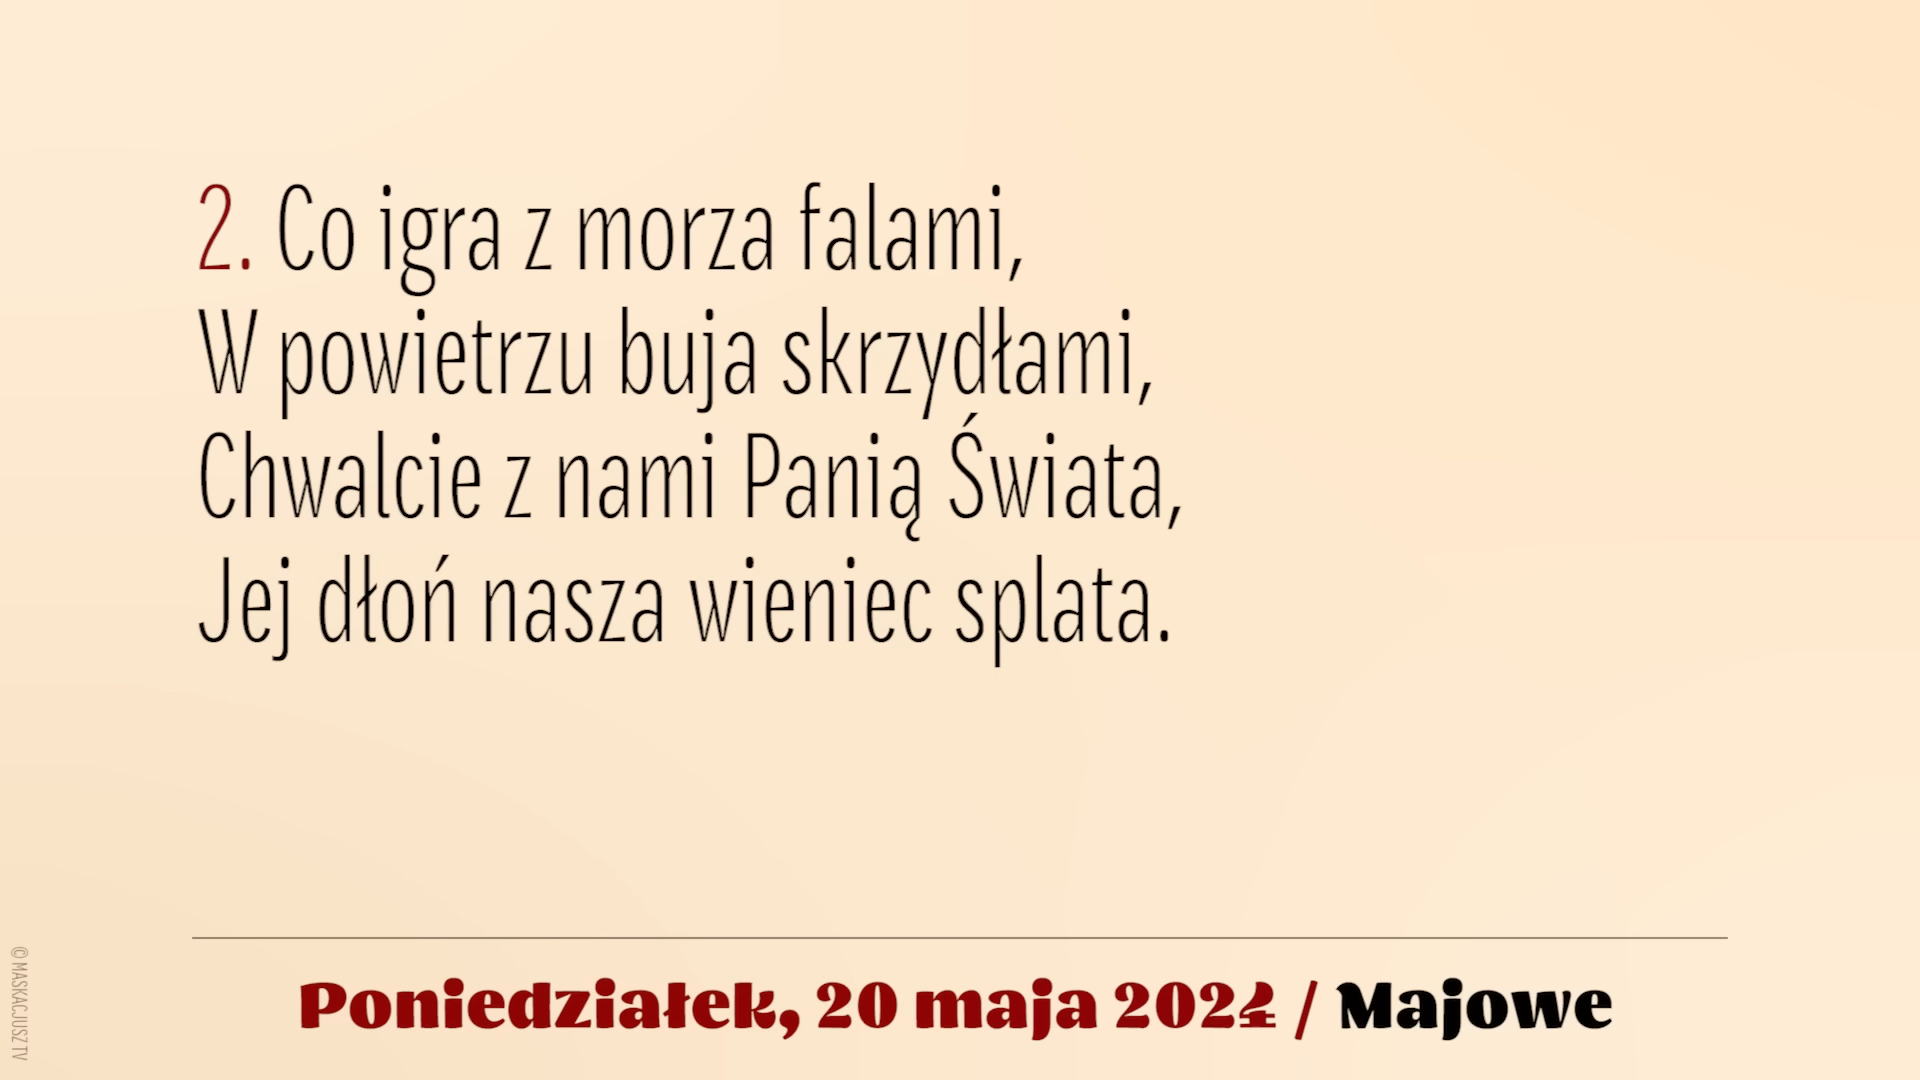 2. Co igra z morza falami,
W powietrzu buja skrzydłami,
Chwalcie z nami Panią Świata,
Jej dłoń nasza wieniec splata.
Poniedziałek, 20 maja 2024 / Majowe
© MASKACJUSZ TV